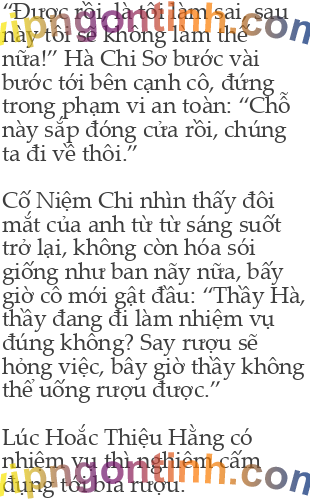 “Được rồi, là tôi làm sai, sau
này tôi sẽ không làm thế
nữa!” Hà Chi Sơ bước vài
bước tới bên cạnh cô, đứng
trong phạm vi an toàn: “Chỗ
này sắp đóng cửa rồi, chúng
ta đi về thôi.”
Cố Niệm Chi nhìn thấy đôi
mắt của anh từ từ sáng suốt
trở lại, không còn hóa sói
giống như ban nãy nữa, bấy
giờ cô mới gật đầu: “Thầy Hà,
thầy đang đi làm nhiệm vụ
đúng không? Say rượu sẽ
hỏng việc, bây giờ thầy không
thể uống rượu được.”
Lúc Hoắc Thiệu Hằng có
nhiệm vụ thì nghiêm cấm
đụng tới bia rượu.
vipngontinh.com
vipngontinh.com